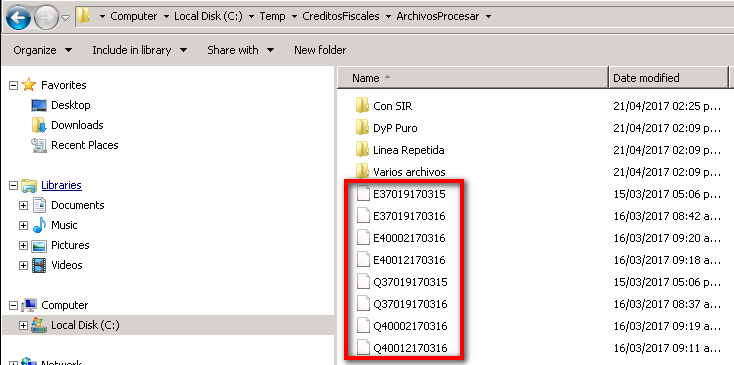 Computer Local Disk (C:) Temp CreditosFiscales ArchivosProcesar
Organize Include in library Share with New folder
Favorites
Desktop
Downloads
Recent Places
Libraries
Documents
Music
Pictures
Videos
Computer
Local Disk (C:)
Network
Name Date modified
Con SIR 21/04/2017 02:25 p...
DyP Puro 21/04/2017 02:09 p...
Linea Repetida 21/04/2017 02:09 p...
Varios archivos 21/04/2017 02:09 p...
E37019170315 15/03/2017 05:06 p...
E37019170316 16/03/2017 08:42 a...
E40002170316 16/03/2017 09:20 a...
E40012170316 16/03/2017 09:18 a...
Q37019170315 15/03/2017 05:06 p...
Q37019170316 16/03/2017 08:37 a...
Q40002170316 16/03/2017 09:19 a...
Q40012170316 16/03/2017 09:11 a...